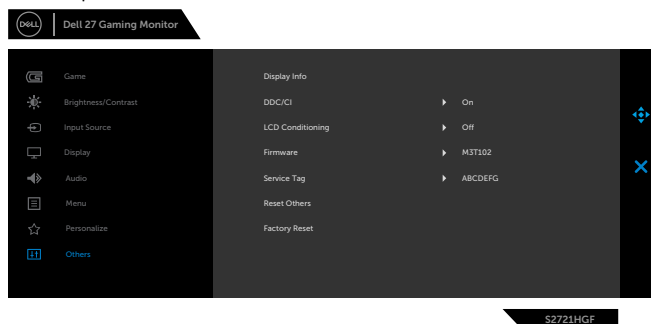 DELL
Dell 27 Gaming Monitor
Game
Display Info
Brightness/Contrast
DDC/CI
On
Input Source
LCD Conditioning
Off
Display
Firmware
M3T102
Audio
Service Tag
ABCDEFG
Menu
Reset Others
Personalize
Factory Reset
Others
S2721HGF